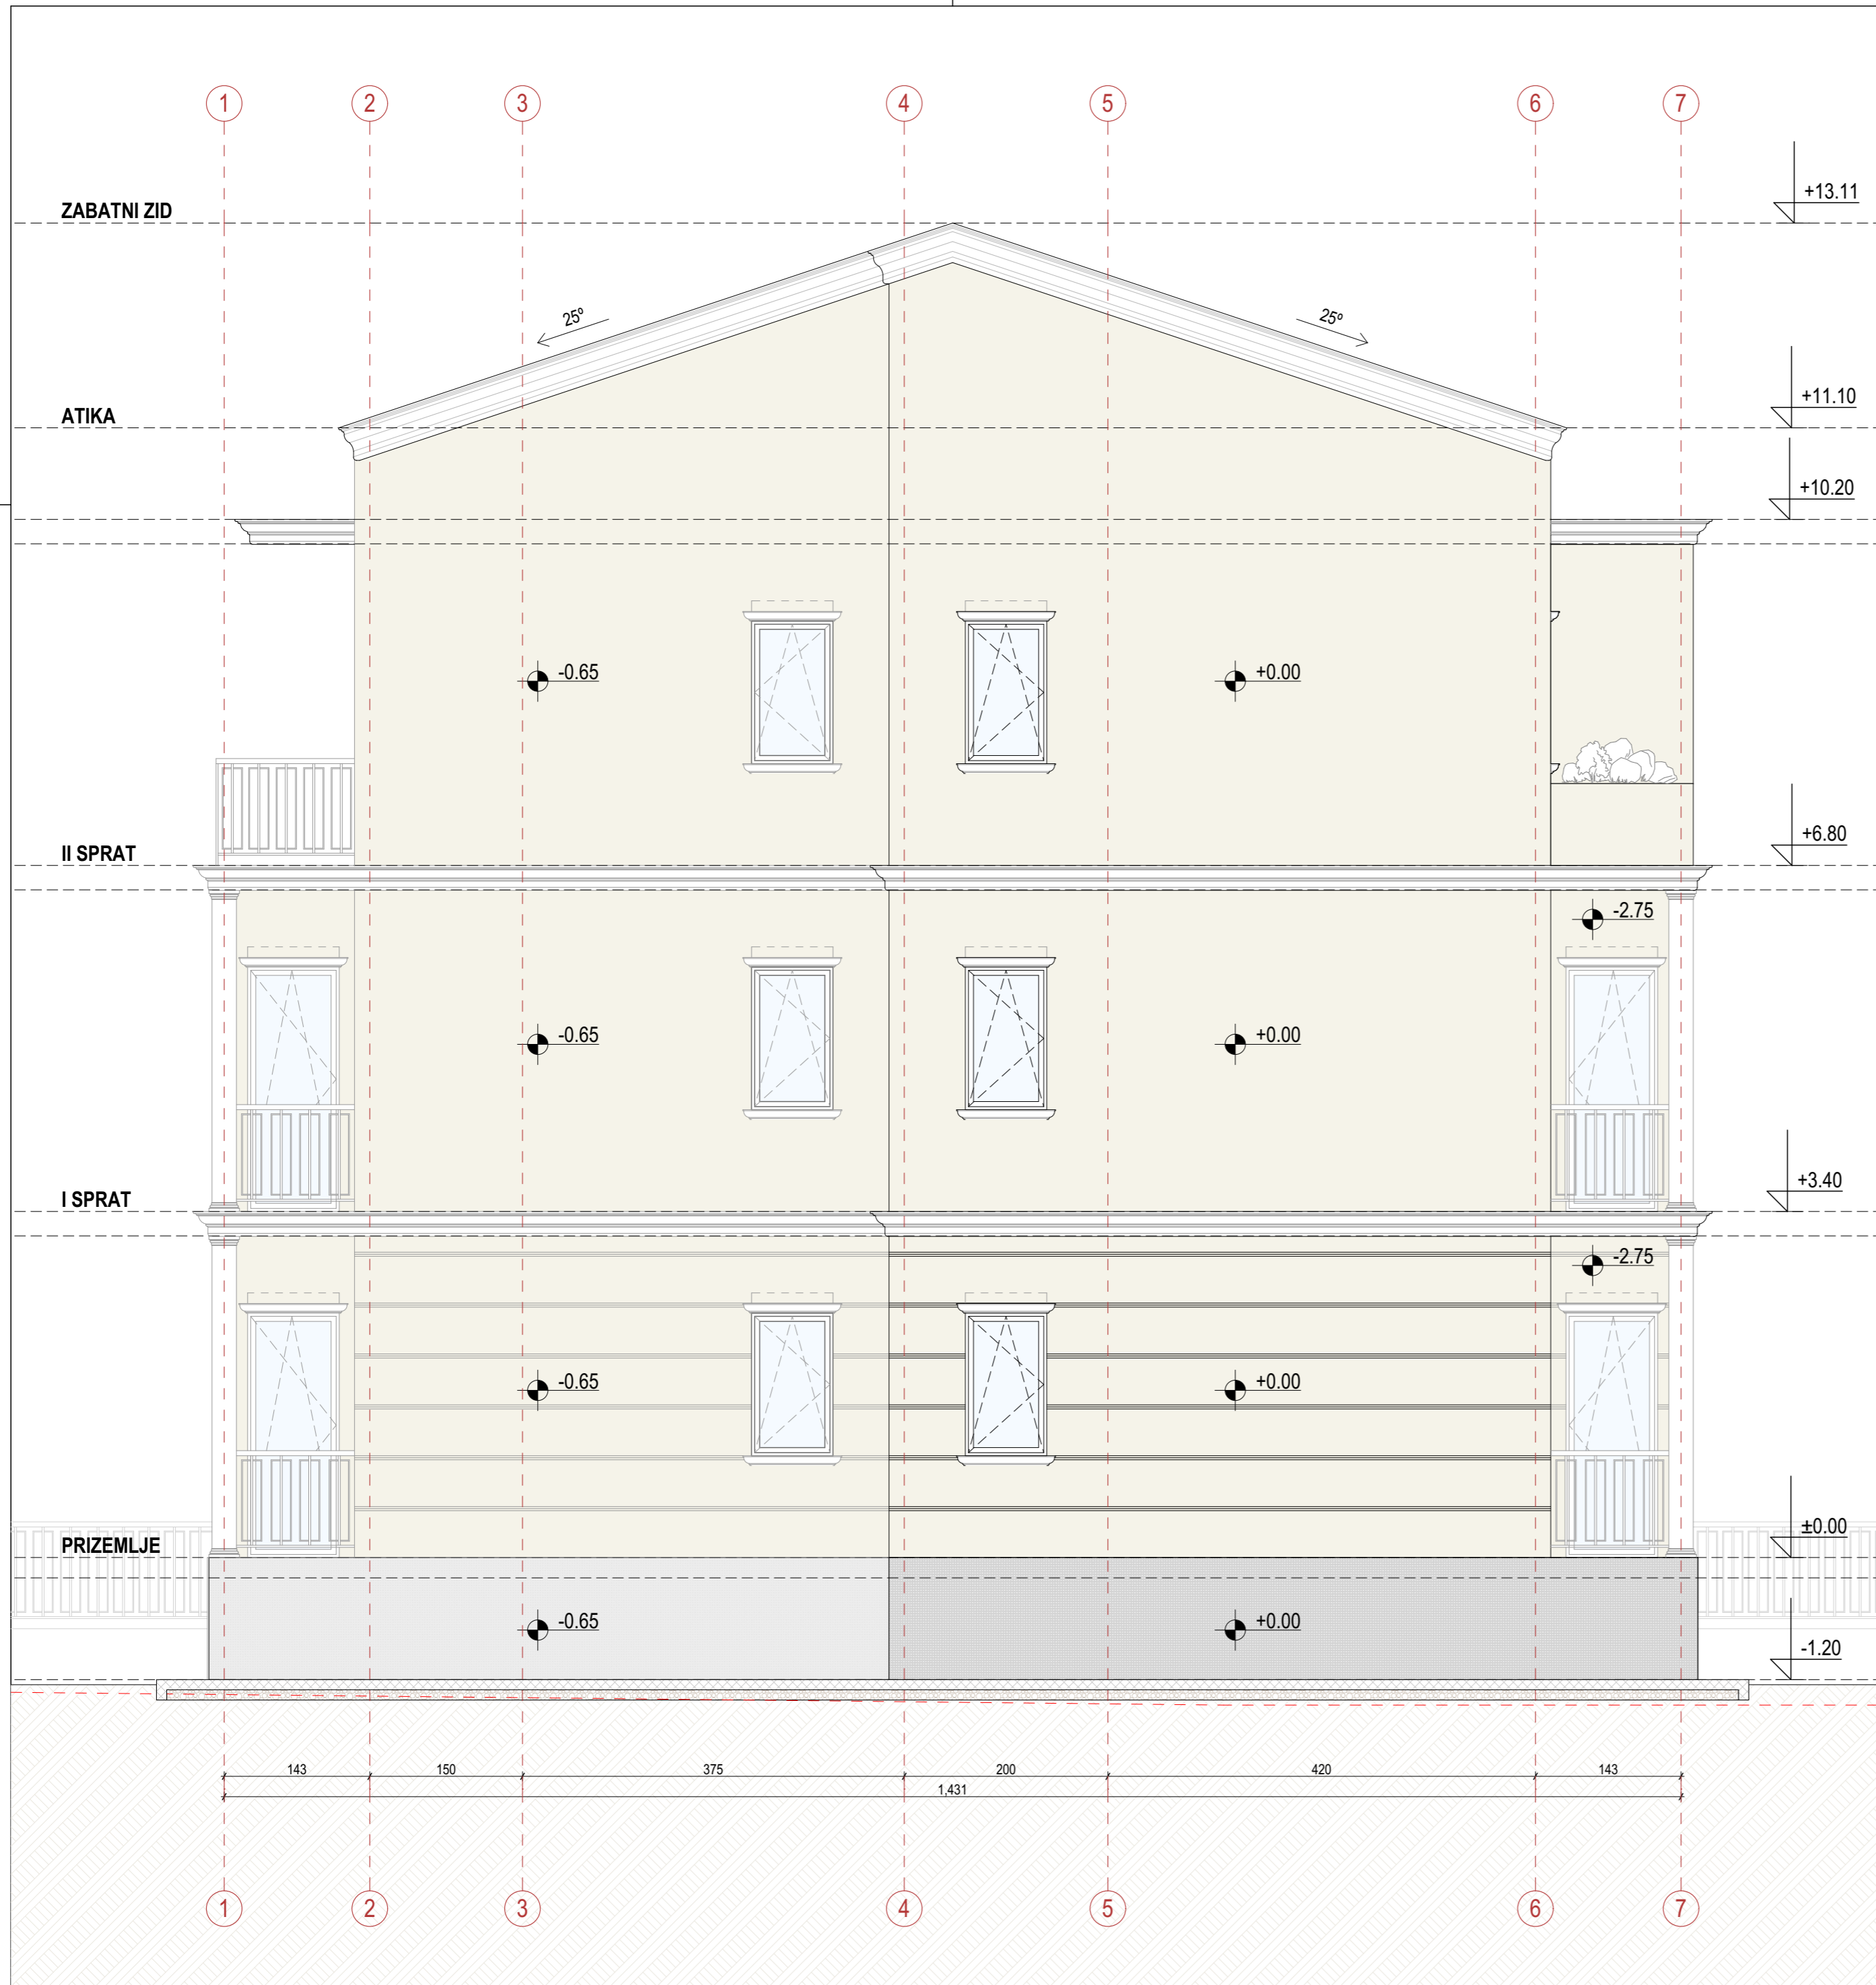 1 2 3 4 5 6 7
+13.11
ZABATNI ZID
25º 25º
+11.10
ATIKA
+10.20
-0.65 +0.00
+6.80
II SPRAT
-2.75
-0.65 +0.00
+3.40
I SPRAT
-2.75
-0.65 +0.00
±0.00
PRIZEMLJE
-0.65 +0.00
-1.20
143 150 375 200 420 143
1,431
1 2 3 4 5 6 7